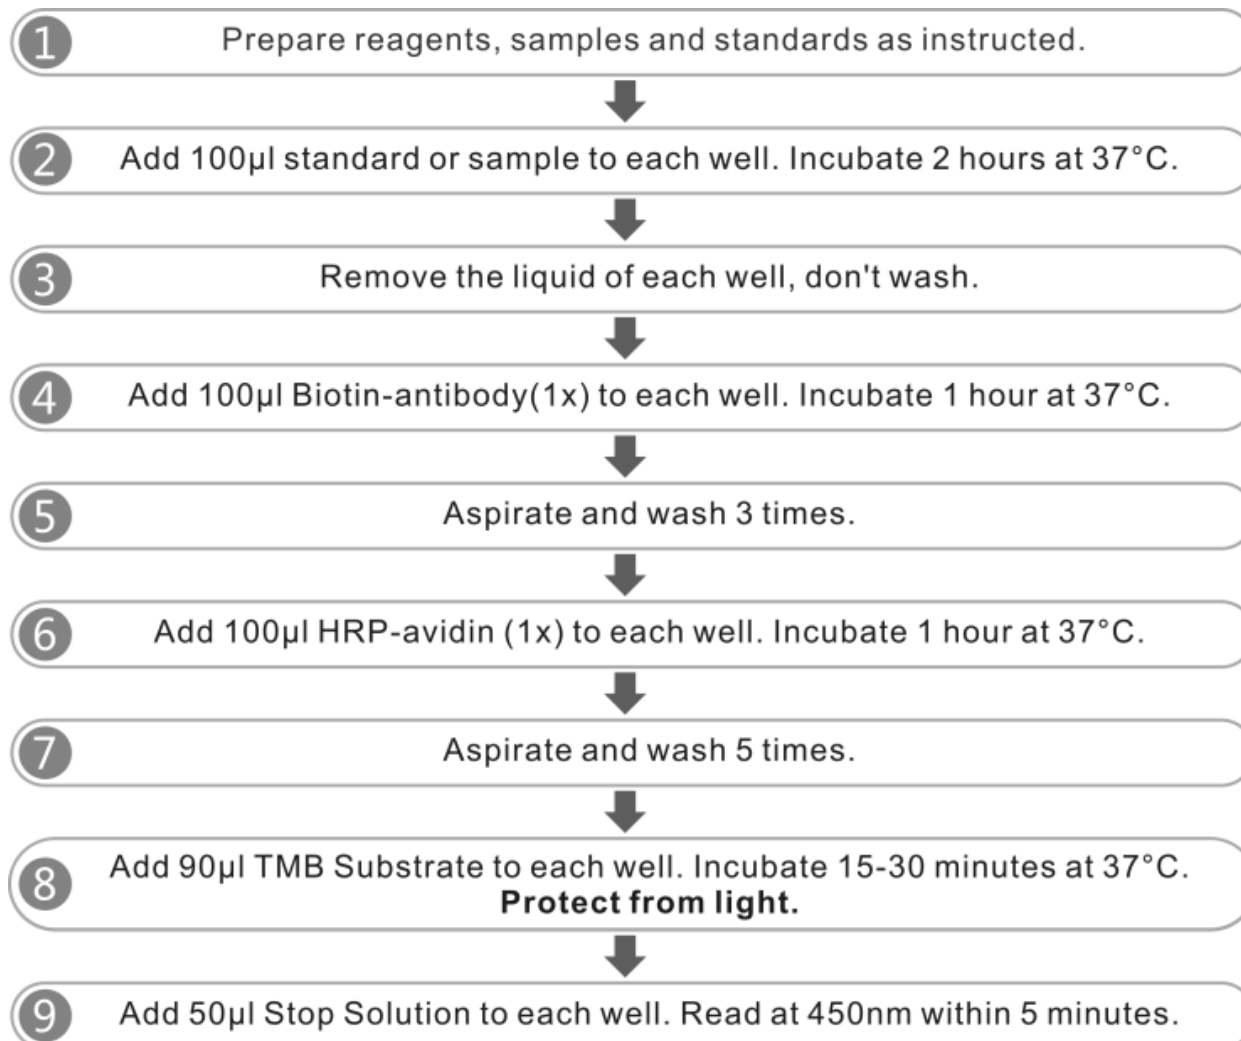 1 Prepare reagents, samples and standards as instructed.
2 Add 100µl standard or sample to each well. Incubate 2 hours at 37°C.
3 Remove the liquid of each well, don't wash.
4 Add 100µl Biotin-antibody(1x) to each well. Incubate 1 hour at 37°C.
5 Aspirate and wash 3 times.
6 Add 100µl HRP-avidin (1x) to each well. Incubate 1 hour at 37°C.
7 Aspirate and wash 5 times.
8 Add 90µl TMB Substrate to each well. Incubate 15-30 minutes at 37°C.
Protect from light.
9 Add 50µl Stop Solution to each well. Read at 450nm within 5 minutes.